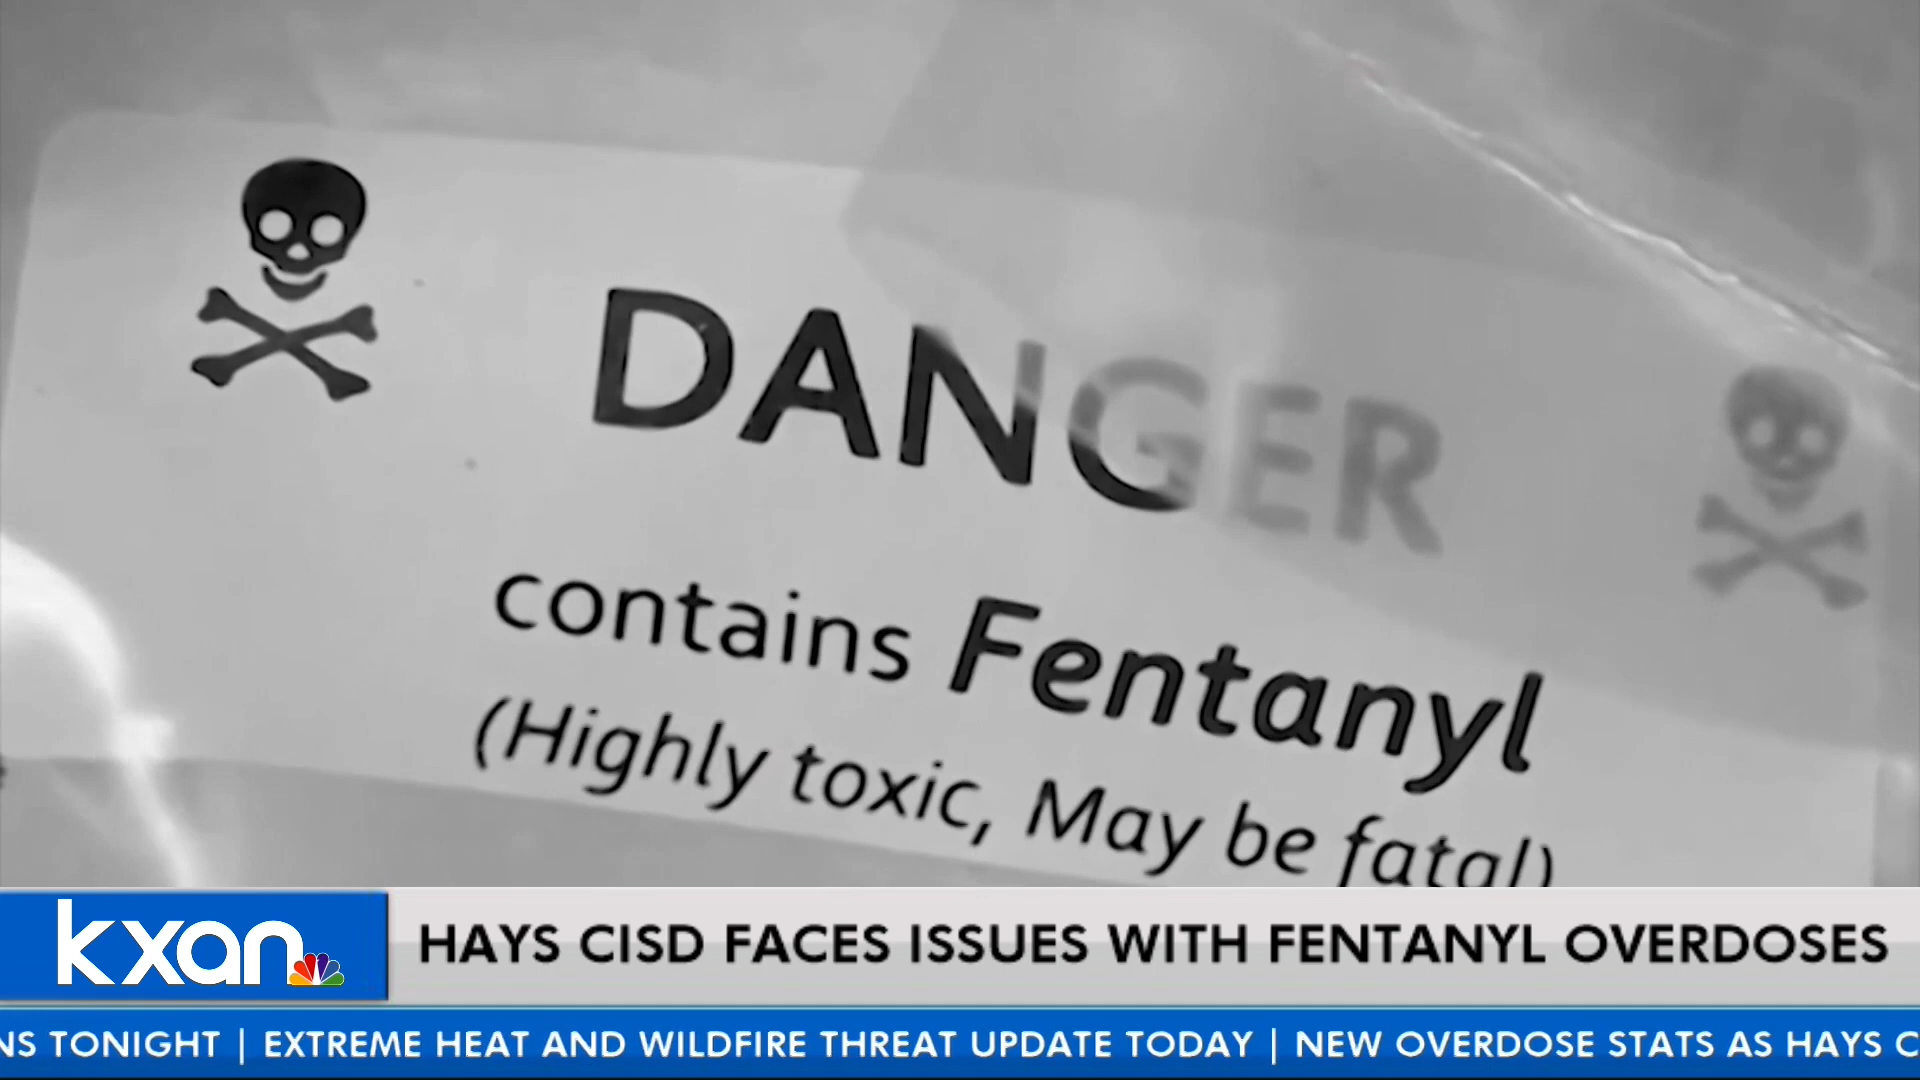 DANGER
contains Fentanyl
(Highly toxic, May be fatal)
kxan
HAYS CISD FACES ISSUES WITH FENTANYL OVERDOSES
NS TONIGHT | EXTREME HEAT AND WILDFIRE THREAT UPDATE TODAY | NEW OVERDOSE STATS AS HAYS C